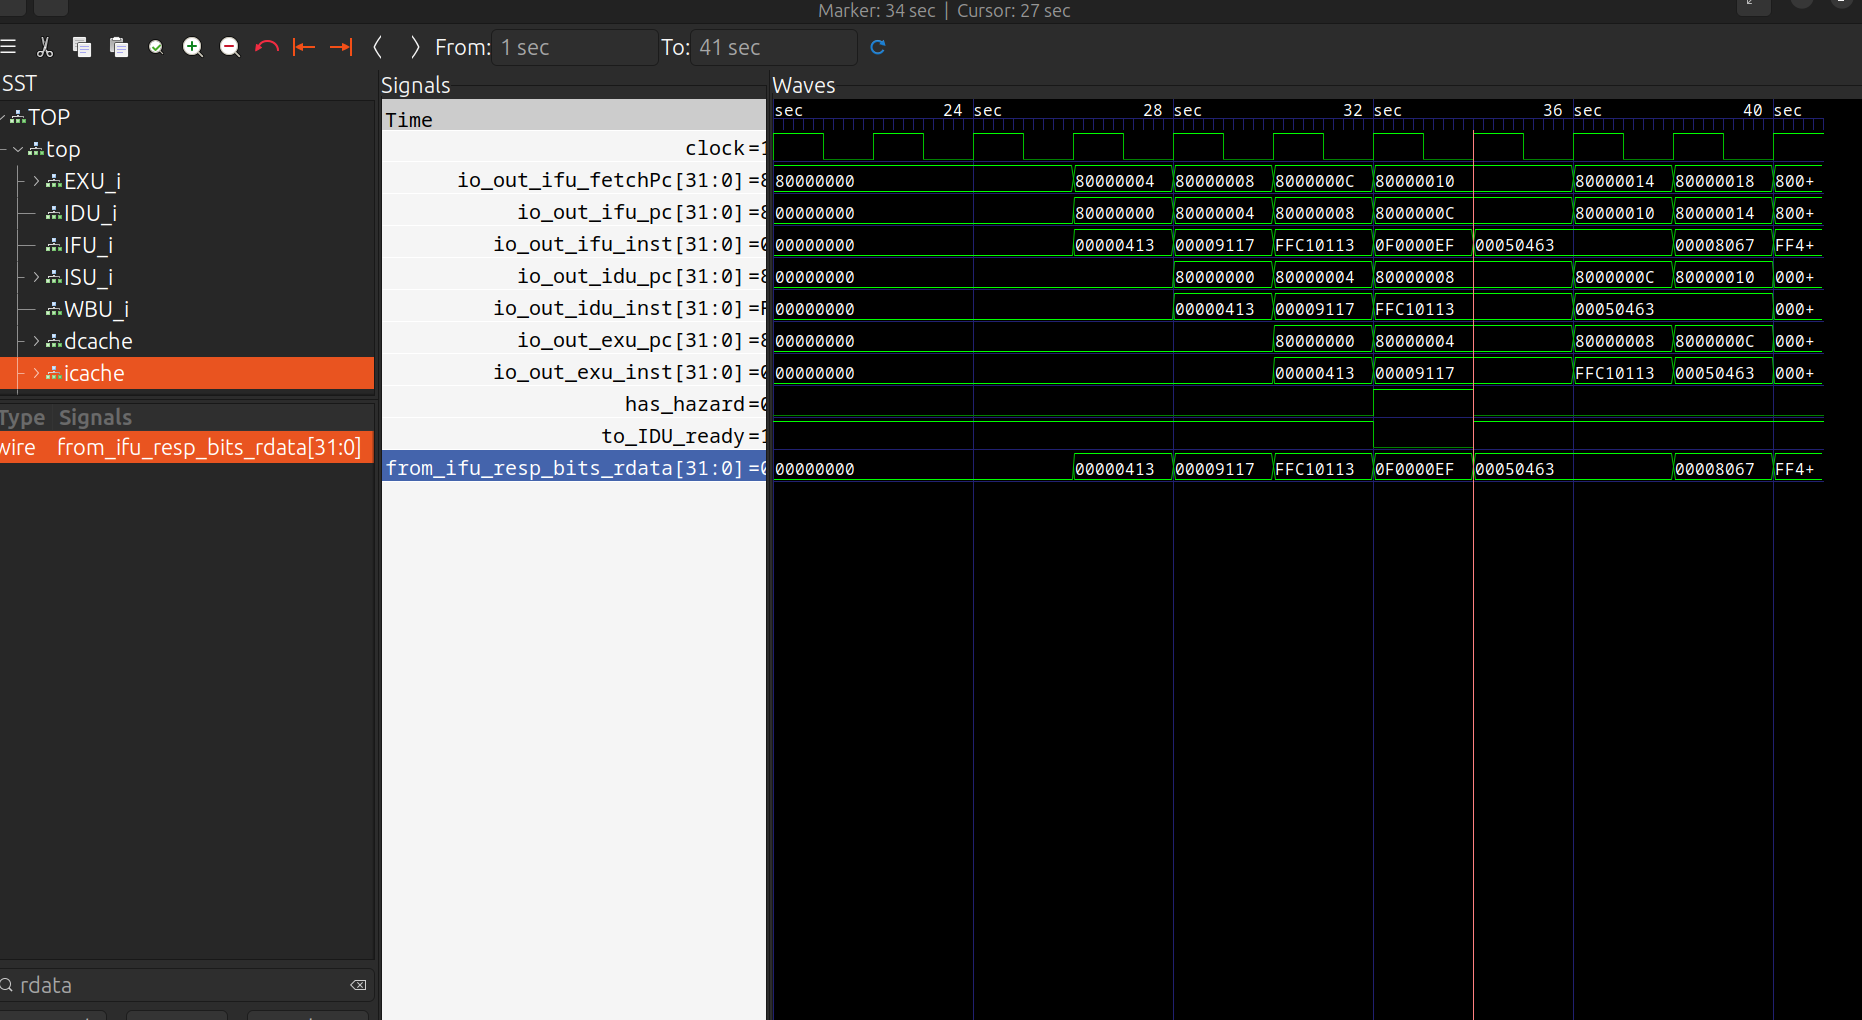 Marker: 34 sec | Cursor: 27 sec
From: 1 sec To: 41 sec
SST
TOP
top
EXU_i
IDU_i
IFU_i
ISU_i
WBU_i
dcache
icache
Type Signals
wire from_ifu_resp_bits_rdata[31:0]
rdata
Signals
Time
clock=1
io_out_ifu_fetchPc[31:0]=8
io_out_ifu_pc[31:0]=8
io_out_ifu_inst[31:0]=0
io_out_idu_pc[31:0]=8
io_out_idu_inst[31:0]=F
io_out_exu_pc[31:0]=8
io_out_exu_inst[31:0]=0
has_hazard=0
to_IDU_ready=1
from_ifu_resp_bits_rdata[31:0]=0
Waves
sec 24 sec 28 sec 32 sec 36 sec 40 sec
80000000 80000004 80000008 8000000C 80000010 80000014 80000018 800+
00000000 80000000 80000004 80000008 8000000C 80000010 80000014 800+
00000000 00000413 00009117 FFC10113 0F0000EF 00050463 00008067 FF4+
00000000 80000000 80000004 80000008 8000000C 80000010 000+
00000000 00000413 00009117 FFC10113 00050463 000+
00000000 80000000 80000004 80000008 8000000C 000+
00000000 00000413 00009117 FFC10113 00050463 000+
00000000 00000413 00009117 FFC10113 0F0000EF 00050463 00008067 FF4+